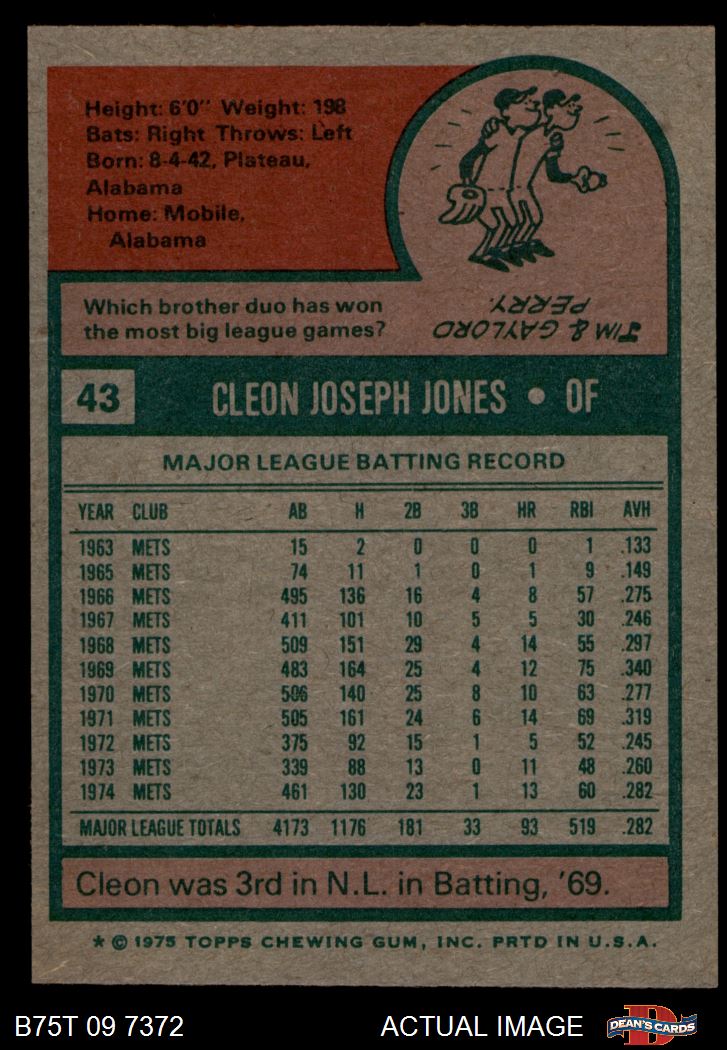 Height: 6'0" Weight: 198
Bats: Right Throws: Left
Born: 8-4-42, Plateau,
Alabama
Home: Mobile,
Alabama
Which brother duo has won
the most big league games?
JIM & GAYLORD
PERRY.
43 CLEON JOSEPH JONES • OF
MAJOR LEAGUE BATTING RECORD
YEAR CLUB AB H 2B 3B HR RBI AVH
1963 METS 15 2 0 0 0 1 .133
1965 METS 74 11 1 0 1 9 .149
1966 METS 495 136 16 4 8 57 .275
1967 METS 411 101 10 5 5 30 .246
1968 METS 509 151 29 4 14 55 .297
1969 METS 483 164 25 4 12 75 .340
1970 METS 506 140 25 8 10 63 .277
1971 METS 505 161 24 6 14 69 .319
1972 METS 375 92 15 1 5 52 .245
1973 METS 339 88 13 0 11 48 .260
1974 METS 461 130 23 1 13 60 .282
MAJOR LEAGUE TOTALS 4173 1176 181 33 93 519 .282
Cleon was 3rd in N.L. in Batting, '69.
* © 1975 TOPPS CHEWING GUM, INC. PRTD IN U.S.A.
B75T 09 7372 ACTUAL IMAGE DEAN'S CARDS